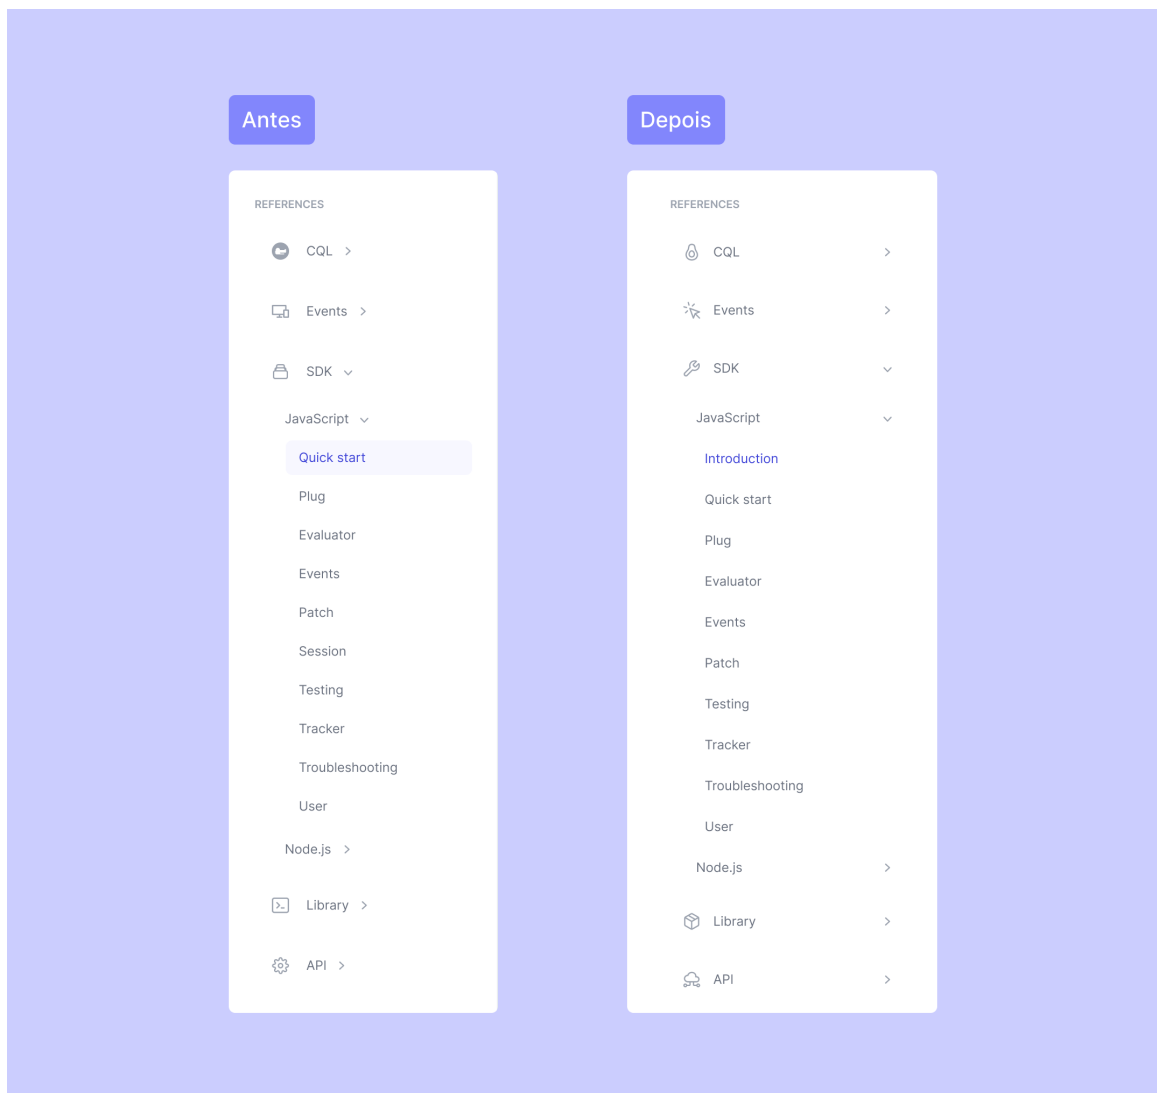 Antes
REFERENCES
CQL
Events
SDK
JavaScript
Quick start
Plug
Evaluator
Events
Patch
Session
Testing
Tracker
Troubleshooting
User
Node.js
Library
API
Depois
REFERENCES
CQL
Events
SDK
JavaScript
Introduction
Quick start
Plug
Evaluator
Events
Patch
Testing
Tracker
Troubleshooting
User
Node.js
Library
API